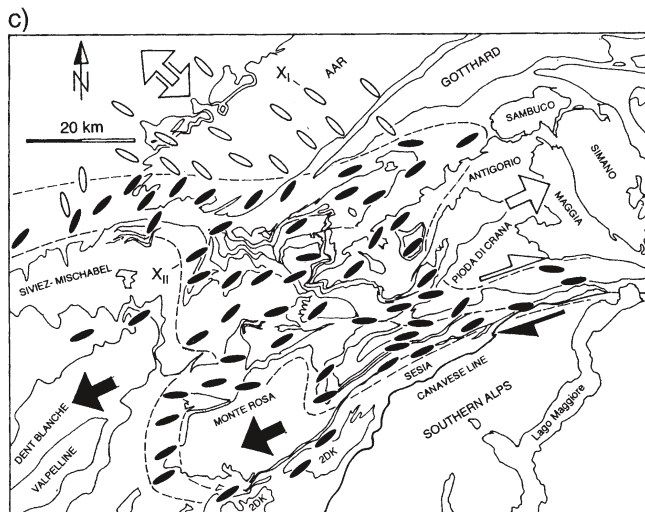 c)
N
20 km
X I
AAR
GOTTHARD
SAMBUCO
SIMANO
ANTIGORIO
MAGGIA
PIODA DI CRANA
SIVIEZ-MISCHABEL
X II
SESIA
CANAVESE LINE
MONTE ROSA
SOUTHERN ALPS
Lago Maggiore
DENT BLANCHE
VALPELLINE
2DK
2DK